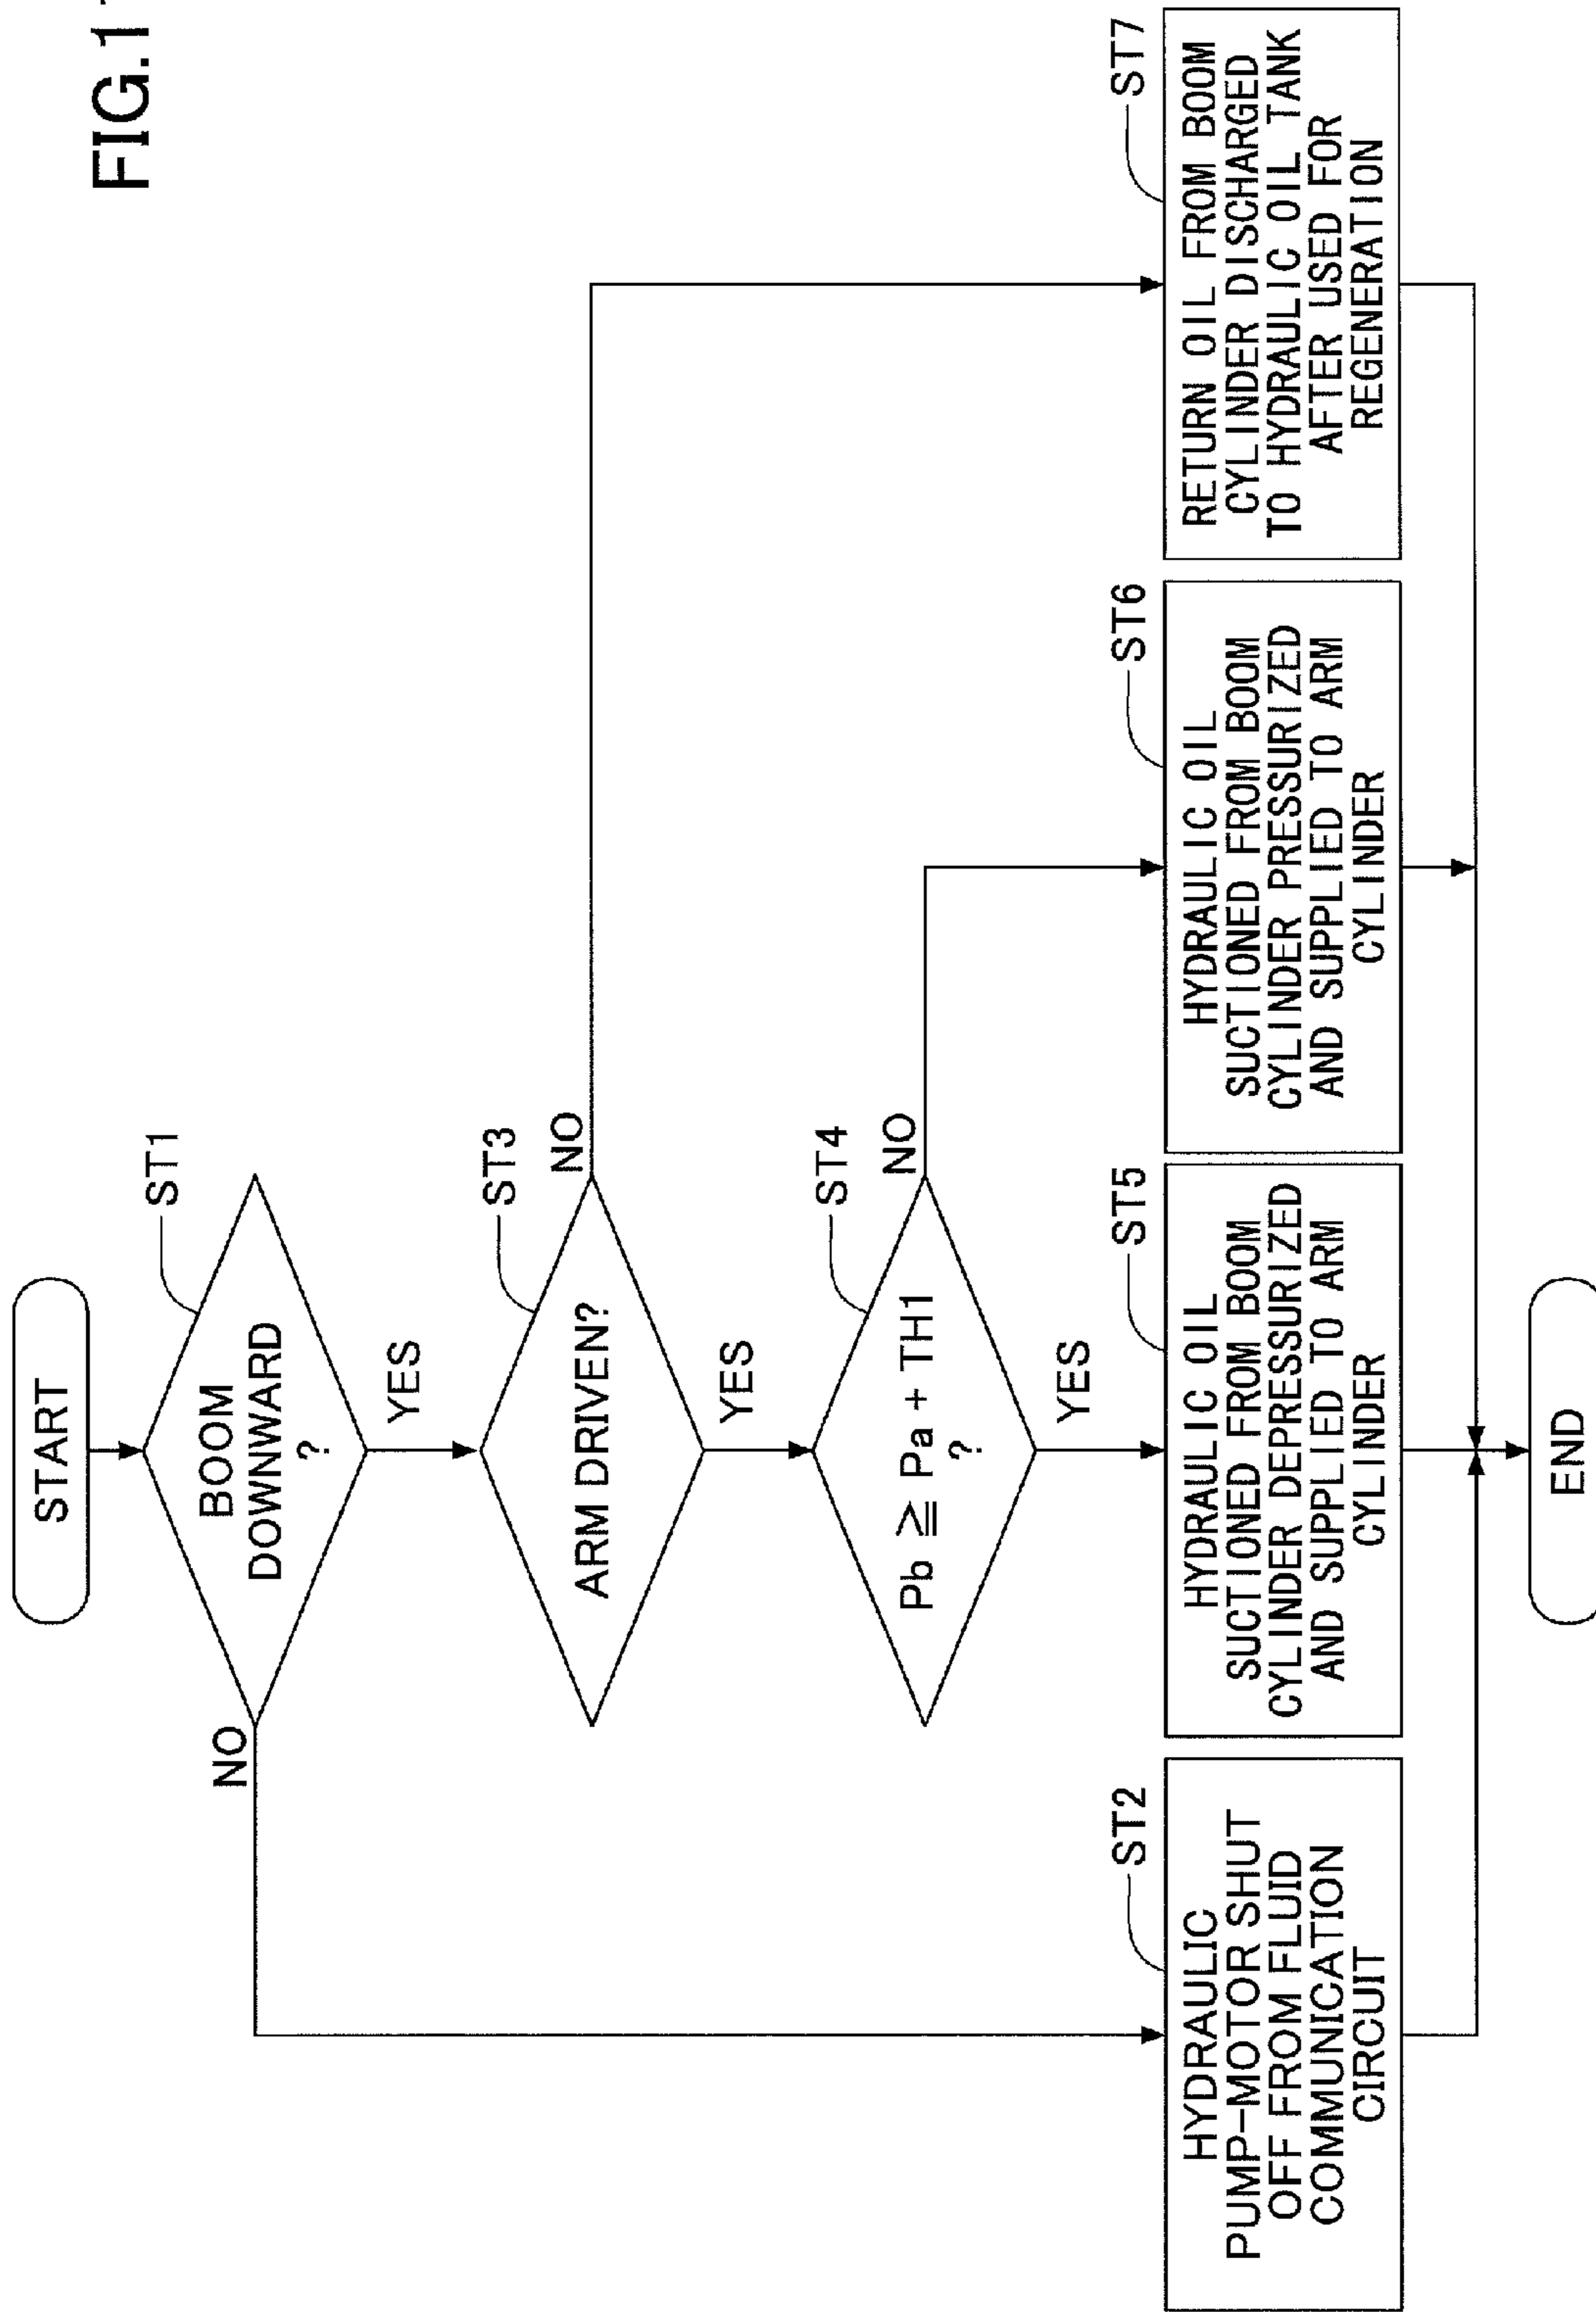 FIG.1
START
BOOM
DOWNWARD
?
ST1
NO
YES
ARM DRIVEN?
ST3
NO
YES
Pb ≧ Pa + TH1
?
ST4
NO
YES
HYDRAULIC
PUMP-MOTOR SHUT
OFF FROM FLUID
COMMUNICATION
CIRCUIT
ST2
HYDRAULIC OIL
SUCTIONED FROM BOOM
CYLINDER DEPRESSURIZED
AND SUPPLIED TO ARM
CYLINDER
ST5
HYDRAULIC OIL
SUCTIONED FROM BOOM
CYLINDER PRESSURIZED
AND SUPPLIED TO ARM
CYLINDER
ST6
RETURN OIL FROM BOOM
CYLINDER DISCHARGED
TO HYDRAULIC OIL TANK
AFTER USED FOR
REGENERATION
ST7
END